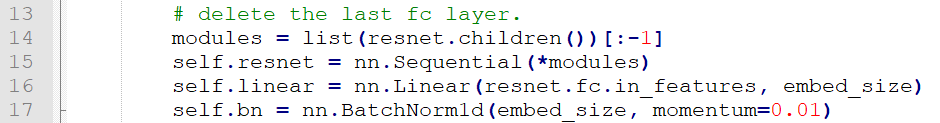 13 # delete the last fc layer.
14 modules = list(resnet.children())[:-1]
15 self.resnet = nn.Sequential(*modules)
16 self.linear = nn.Linear(resnet.fc.in_features, embed_size)
17 self.bn = nn.BatchNorm1d(embed_size, momentum=0.01)